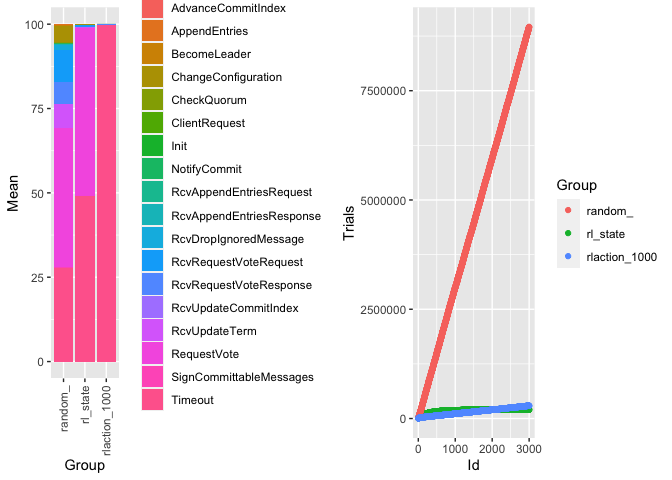 Mean
100
75
50
25
0
random_
rl_state
rlaction_1000
Group
AdvanceCommitIndex
AppendEntries
BecomeLeader
ChangeConfiguration
CheckQuorum
ClientRequest
Init
NotifyCommit
RcvAppendEntriesRequest
RcvAppendEntriesResponse
RcvDropIgnoredMessage
RcvRequestVoteRequest
RcvRequestVoteResponse
RcvUpdateCommitIndex
RcvUpdateTerm
RequestVote
SignCommittableMessages
Timeout
Trials
7500000
5000000
2500000
0
0 1000 2000 3000
Id
Group
random_
rl_state
rlaction_1000